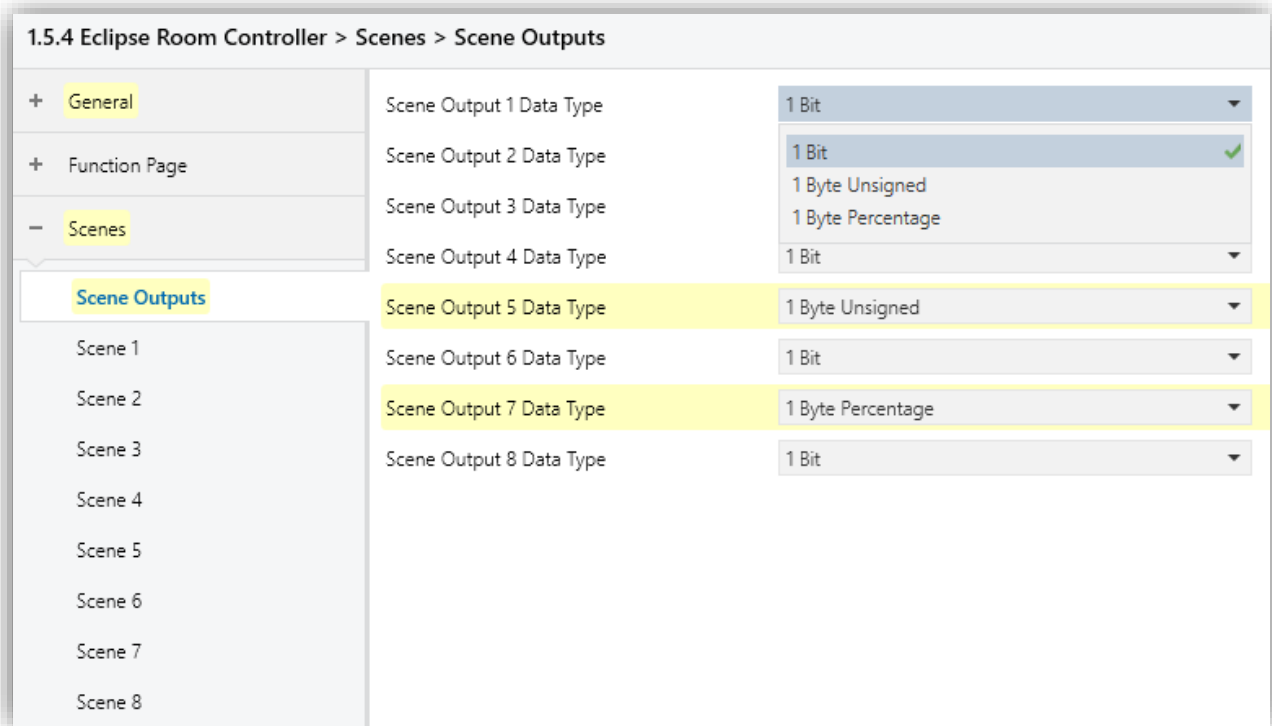 1.5.4 Eclipse Room Controller > Scenes > Scene Outputs
+ General
+ Function Page
− Scenes
Scene Outputs
Scene 1
Scene 2
Scene 3
Scene 4
Scene 5
Scene 6
Scene 7
Scene 8
Scene Output 1 Data Type 1 Bit
1 Bit
1 Byte Unsigned
1 Byte Percentage
Scene Output 2 Data Type
Scene Output 3 Data Type
Scene Output 4 Data Type 1 Bit
Scene Output 5 Data Type 1 Byte Unsigned
Scene Output 6 Data Type 1 Bit
Scene Output 7 Data Type 1 Byte Percentage
Scene Output 8 Data Type 1 Bit